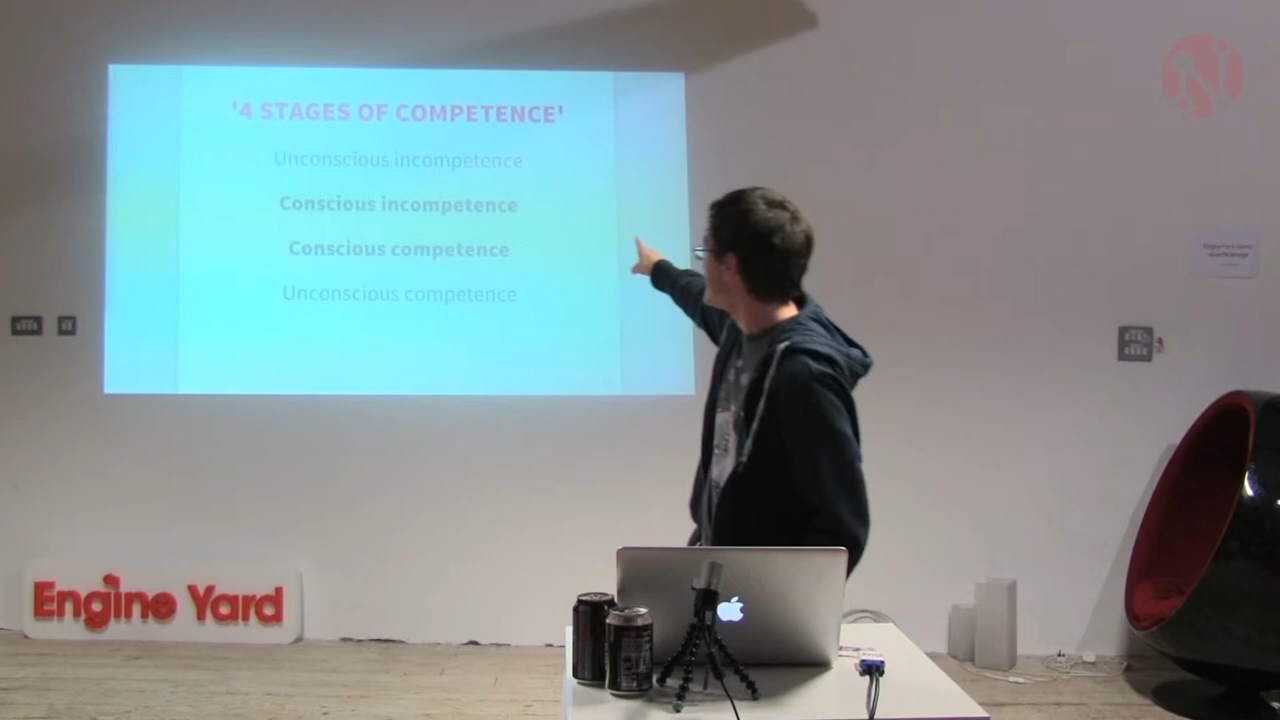 '4 STAGES OF COMPETENCE'
Unconscious incompetence
Conscious incompetence
Conscious competence
Unconscious competence
Engine Yard